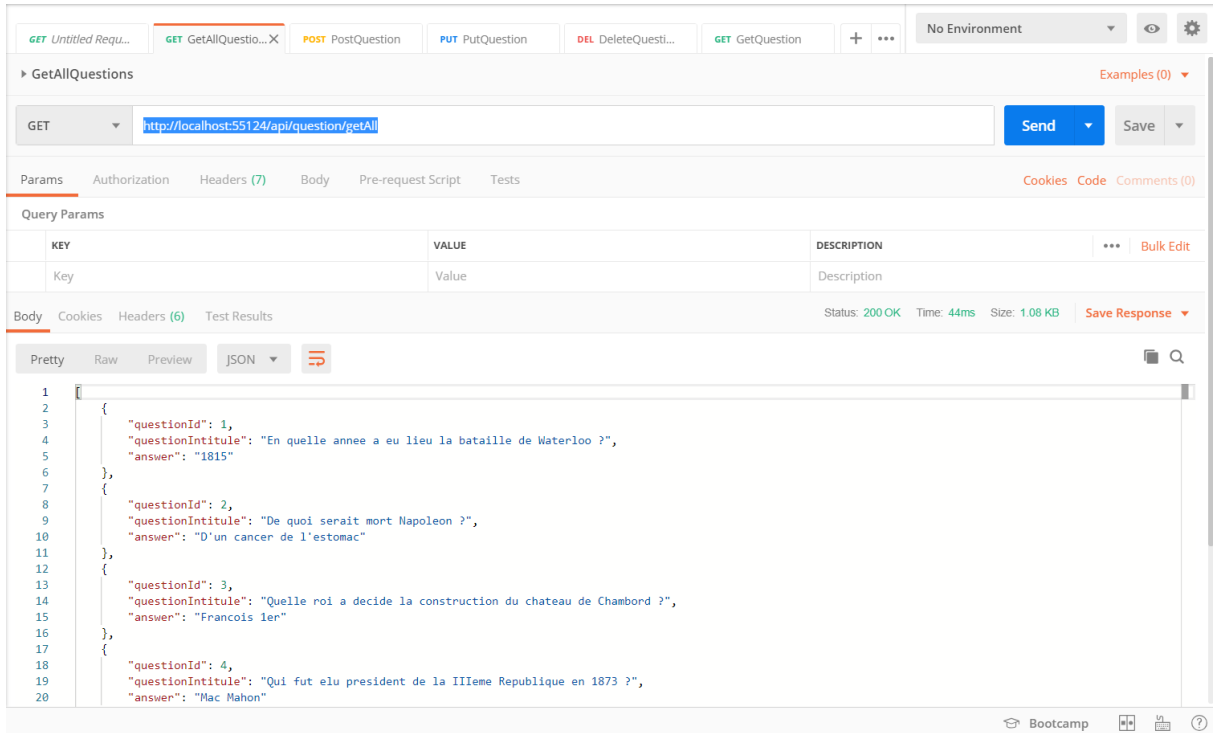 GET Untitled Requ... GET GetAllQuestio... POST PostQuestion PUT PutQuestion DEL DeleteQuesti... GET GetQuestion No Environment
GetAllQuestions Examples (0)
GET http://localhost:55124/api/question/getAll Send Save
Params Authorization Headers (7) Body Pre-request Script Tests Cookies Code Comments (0)
Query Params
KEY VALUE DESCRIPTION Bulk Edit
Key Value Description
Body Cookies Headers (6) Test Results Status: 200 OK Time: 44ms Size: 1.08 KB Save Response
Pretty Raw Preview JSON
1 [
2 {
3 "questionId": 1,
4 "questionIntitule": "En quelle annee a eu lieu la bataille de Waterloo ?",
5 "answer": "1815"
6 },
7 {
8 "questionId": 2,
9 "questionIntitule": "De quoi serait mort Napoleon ?",
10 "answer": "D'un cancer de l'estomac"
11 },
12 {
13 "questionId": 3,
14 "questionIntitule": "Quelle roi a decide la construction du chateau de Chambord ?",
15 "answer": "Francois 1er"
16 },
17 {
18 "questionId": 4,
19 "questionIntitule": "Qui fut elu president de la IIIeme Republique en 1873 ?",
20 "answer": "Mac Mahon"
Bootcamp